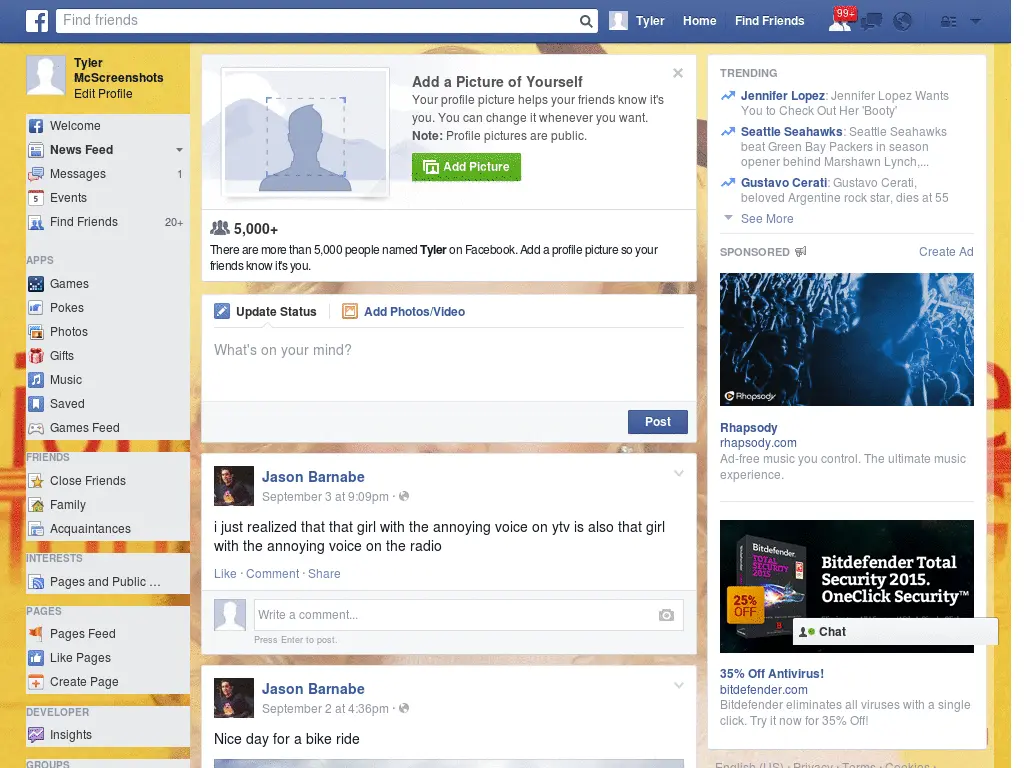 Find friends
Tyler
Home
Find Friends
99+
Tyler
McScreenshots
Edit Profile
Welcome
News Feed
Messages 1
Events
Find Friends 20+
APPS
Games
Pokes
Photos
Gifts
Music
Saved
Games Feed
FRIENDS
Close Friends
Family
Acquaintances
INTERESTS
Pages and Public ...
PAGES
Pages Feed
Like Pages
Create Page
DEVELOPER
Insights
GROUPS
Add a Picture of Yourself
Your profile picture helps your friends know it's
you. You can change it whenever you want.
Note: Profile pictures are public.
Add Picture
5,000+
There are more than 5,000 people named Tyler on Facebook. Add a profile picture so your
friends know it's you.
Update Status
Add Photos/Video
What's on your mind?
Post
Jason Barnabe
September 3 at 9:09pm ·
i just realized that that girl with the annoying voice on ytv is also that girl
with the annoying voice on the radio
Like · Comment · Share
Write a comment...
Press Enter to post.
Jason Barnabe
September 2 at 4:36pm ·
Nice day for a bike ride
TRENDING
Jennifer Lopez: Jennifer Lopez Wants
You to Check Out Her 'Booty'
Seattle Seahawks: Seattle Seahawks
beat Green Bay Packers in season
opener behind Marshawn Lynch,...
Gustavo Cerati: Gustavo Cerati,
beloved Argentine rock star, dies at 55
See More
SPONSORED
Create Ad
Rhapsody
Rhapsody
rhapsody.com
Ad-free music you control. The ultimate music
experience.
Bitdefender
TOTAL
SECURITY
2015
25%
OFF
Bitdefender Total
Security 2015.
OneClick Security™
Chat
35% Off Antivirus!
bitdefender.com
Bitdefender eliminates all viruses with a single
click. Try it now for 35% Off!
English (US) · Privacy · Terms · Cookies ·